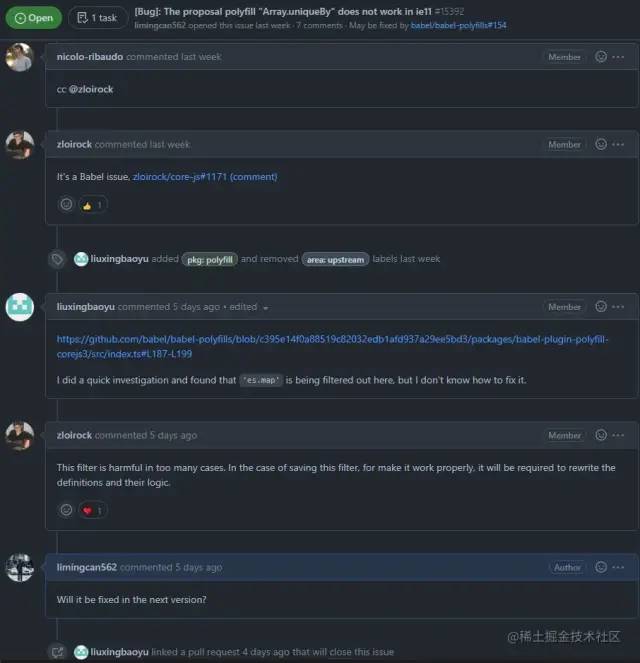 Open
1 task
[Bug]: The proposal polyfill "Array.uniqueBy" does not work in ie11 #15392
limingcan562 opened this issue last week · 7 comments · May be fixed by babel/babel-polyfills#154
nicolo-ribaudo commented last week
Member
cc @zloirock
zloirock commented last week
Member
It's a Babel issue, zloirock/core-js#1171 (comment)
1
liuxingbaoyu added pkg: polyfill and removed area: upstream labels last week
liuxingbaoyu commented 5 days ago • edited
Member
https://github.com/babel/babel-polyfills/blob/c395e14f0a88519c82032edb1afd937a29ee5bd3/packages/babel-plugin-polyfill-
corejs3/src/index.ts#L187-L199
I did a quick investigation and found that 'es.map' is being filtered out here, but I don't know how to fix it.
zloirock commented 5 days ago
Member
This filter is harmful in too many cases. In the case of saving this filter, for make it work properly, it will be required to rewrite the
definitions and their logic.
1
limingcan562 commented 5 days ago
Author
Will it be fixed in the next version?
liuxingbaoyu linked a pull request 4 days ago that will close this issue
@稀土掘金技术社区